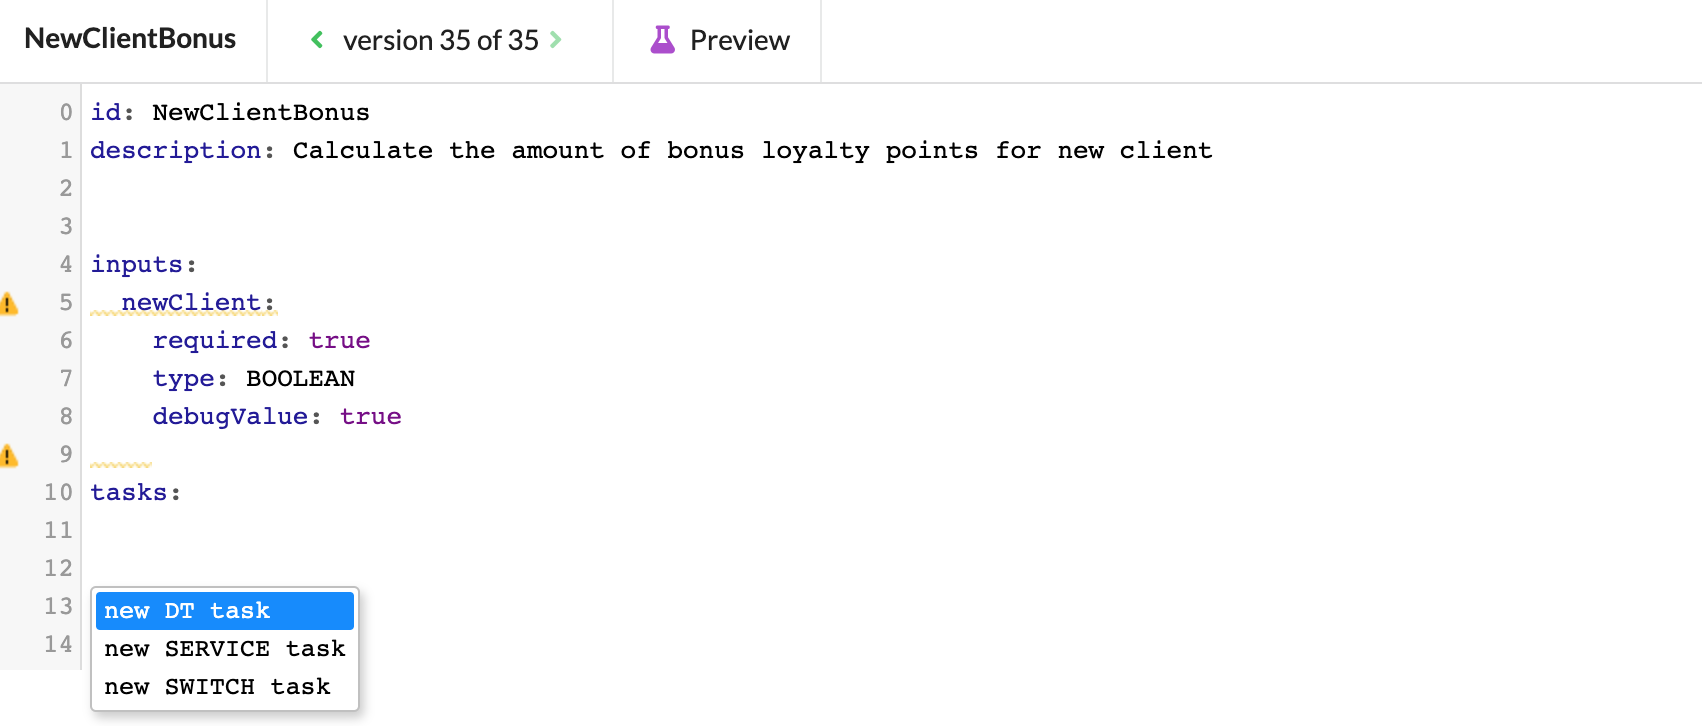 NewClientBonus
version 35 of 35
Preview
0 id: NewClientBonus
1 description: Calculate the amount of bonus loyalty points for new client
2
3
4 inputs:
5 newClient:
6 required: true
7 type: BOOLEAN
8 debugValue: true
9
10 tasks:
11
12
13
14
new DT task
new SERVICE task
new SWITCH task